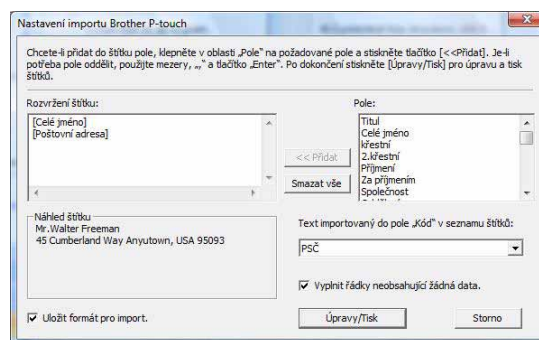 Nastavení importu Brother P-touch
Chcete-li přidat do štítku pole, klepněte v oblasti „Pole“ na požadované pole a stiskněte tlačítko [<<Přidat]. Je-li
potřeba pole oddělit, použijte mezery, „,“ a tlačítko „Enter“. Po dokončení stiskněte [Úpravy/Tisk] pro úpravu a tisk
štítků.
Rozvržení štítku:
[Celé jméno]
[Poštovní adresa]
<< Přidat
Smazat vše
Pole:
Titul
Celé jméno
křestní
2.křestní
Příjmení
Za příjmením
Společnost
Náhled štítku
Mr.Walter Freeman
45 Cumberland Way Anytown, USA 95093
Text importovaný do pole „Kód“ v seznamu štítků:
PSČ
Vyplnit řádky neobsahující žádná data.
Uložit formát pro import.
Úpravy/Tisk
Storno